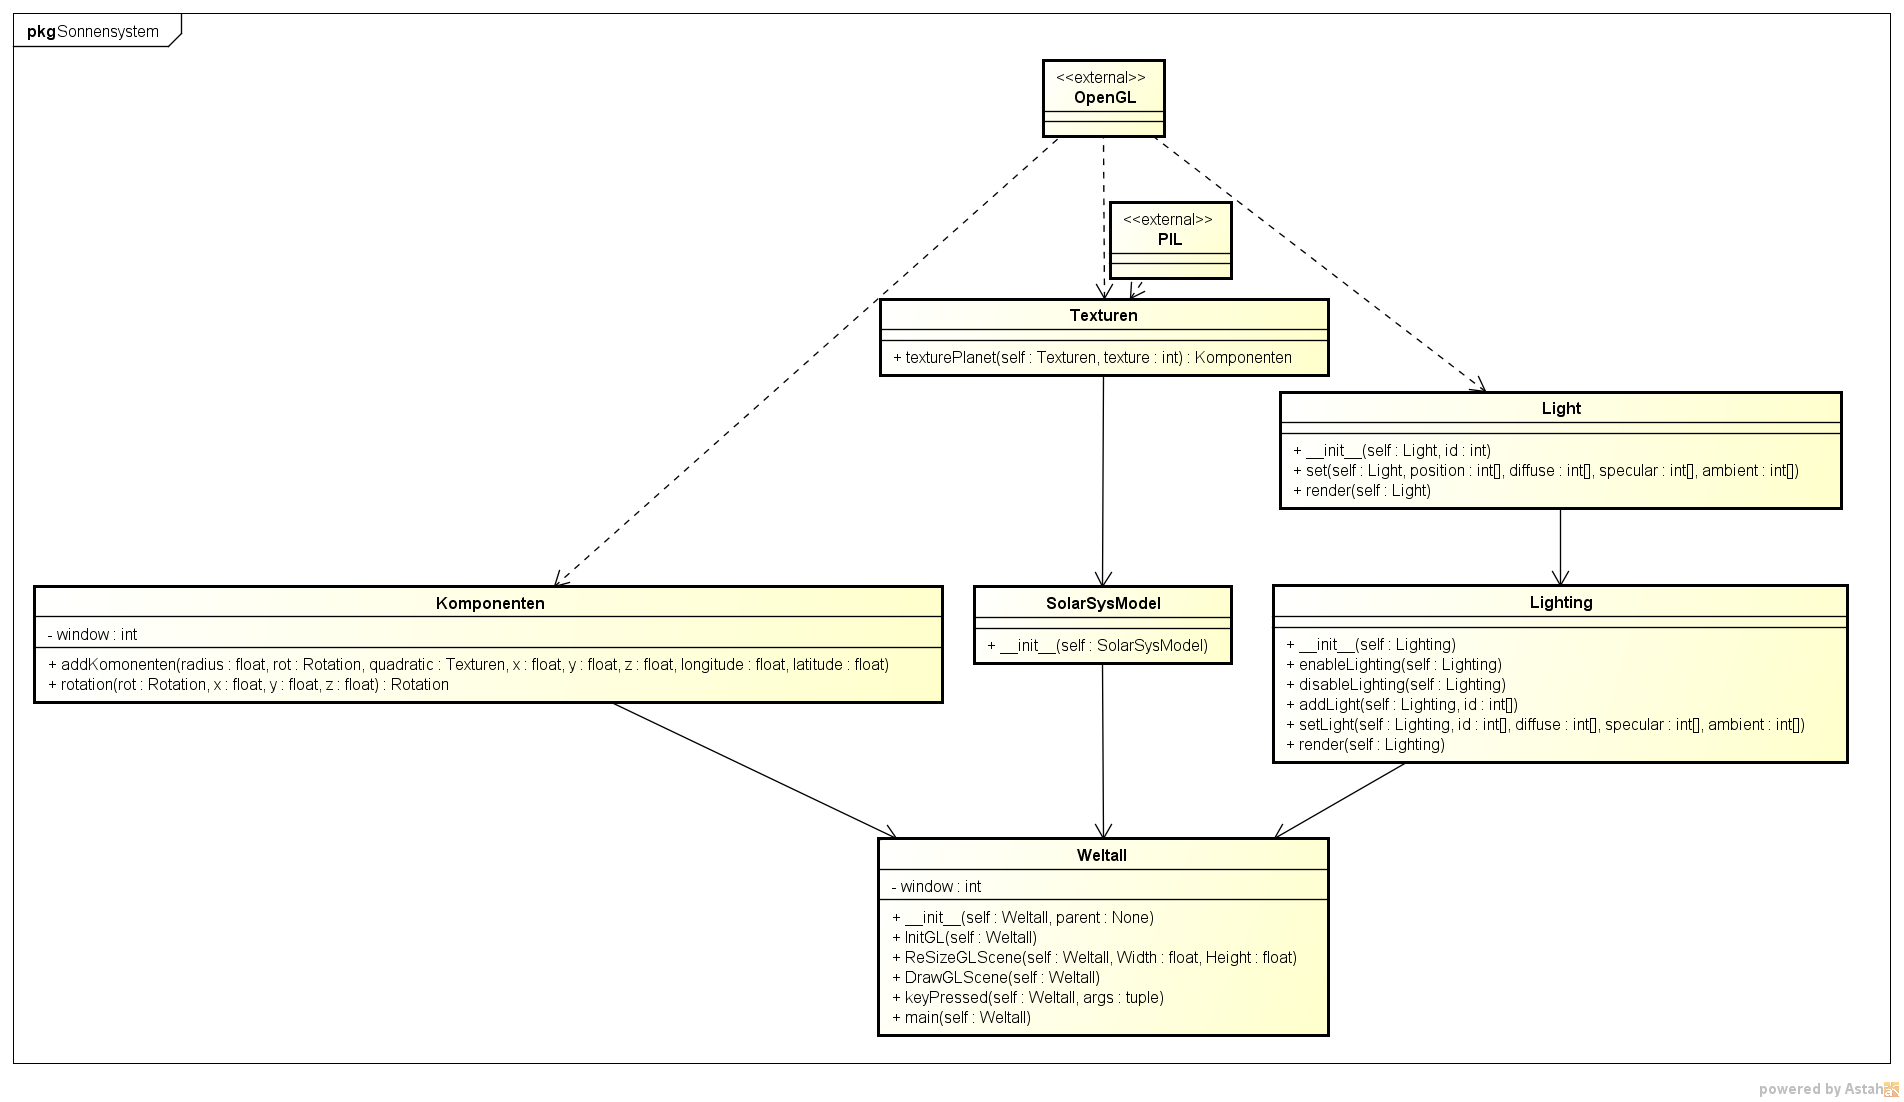 pkg Sonnensystem
<<external>>
OpenGL
<<external>>
PIL
Texturen
+ texturePlanet(self : Texturen, texture : int) : Komponenten
Light
+ __init__(self : Light, id : int)
+ set(self : Light, position : int[], diffuse : int[], specular : int[], ambient : int[])
+ render(self : Light)
Komponenten
- window : int
+ addKomonenten(radius : float, rot : Rotation, quadratic : Texturen, x : float, y : float, z : float, longitude : float, latitude : float)
+ rotation(rot : Rotation, x : float, y : float, z : float) : Rotation
SolarSysModel
+ __init__(self : SolarSysModel)
Lighting
+ __init__(self : Lighting)
+ enableLighting(self : Lighting)
+ disableLighting(self : Lighting)
+ addLight(self : Lighting, id : int[])
+ setLight(self : Lighting, id : int[], diffuse : int[], specular : int[], ambient : int[])
+ render(self : Lighting)
Weltall
- window : int
+ __init__(self : Weltall, parent : None)
+ InitGL(self : Weltall)
+ ReSizeGLScene(self : Weltall, Width : float, Height : float)
+ DrawGLScene(self : Weltall)
+ keyPressed(self : Weltall, args : tuple)
+ main(self : Weltall)
powered by Astah